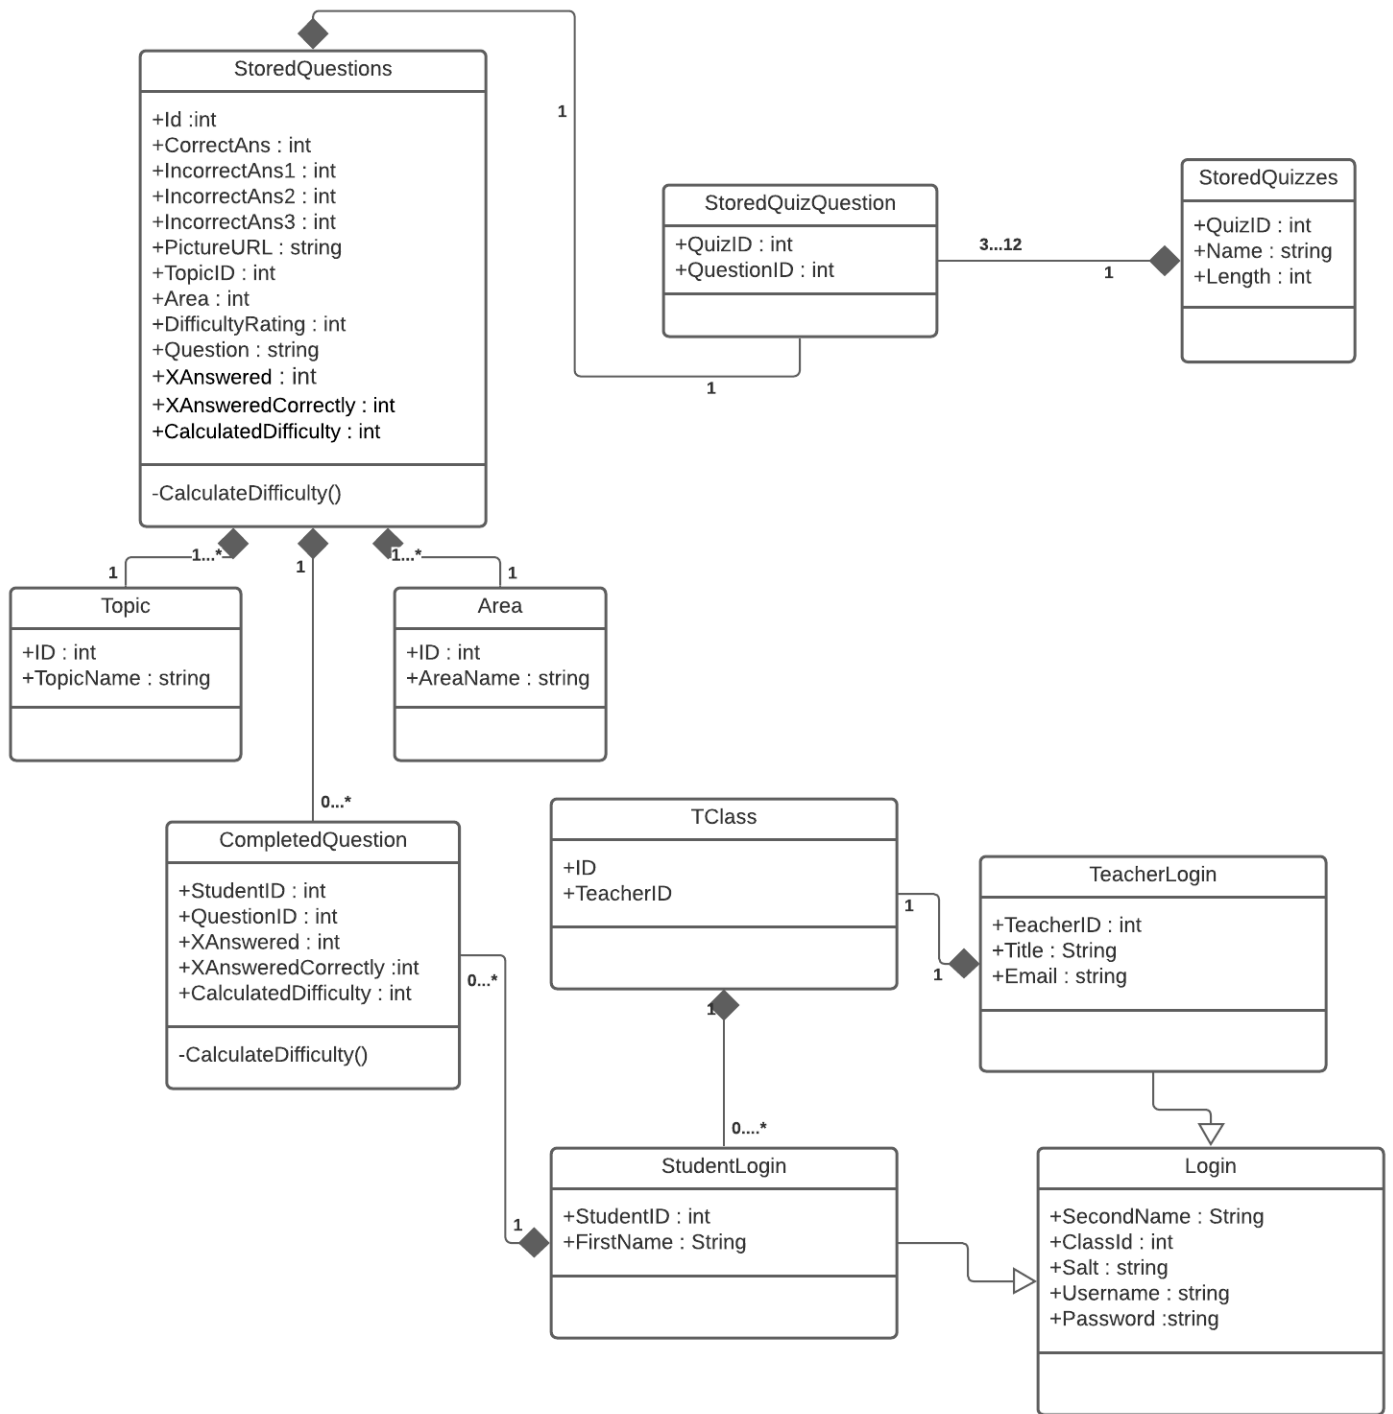 StoredQuestions
+Id :int
+CorrectAns : int
+IncorrectAns1 : int
+IncorrectAns2 : int
+IncorrectAns3 : int
+PictureURL : string
+TopicID : int
+Area : int
+DifficultyRating : int
+Question : string
+XAnswered : int
+XAnsweredCorrectly : int
+CalculatedDifficulty : int
-CalculateDifficulty()
1
1
StoredQuizQuestion
+QuizID : int
+QuestionID : int
3...12
1
StoredQuizzes
+QuizID : int
+Name : string
+Length : int
1...*
1
1
1...*
1
Topic
+ID : int
+TopicName : string
Area
+ID : int
+AreaName : string
0...*
CompletedQuestion
+StudentID : int
+QuestionID : int
+XAnswered : int
+XAnsweredCorrectly :int
+CalculatedDifficulty : int
-CalculateDifficulty()
0...*
1
TClass
+ID
+TeacherID
1
1
TeacherLogin
+TeacherID : int
+Title : String
+Email : string
1
0....*
StudentLogin
+StudentID : int
+FirstName : String
Login
+SecondName : String
+ClassId : int
+Salt : string
+Username : string
+Password :string